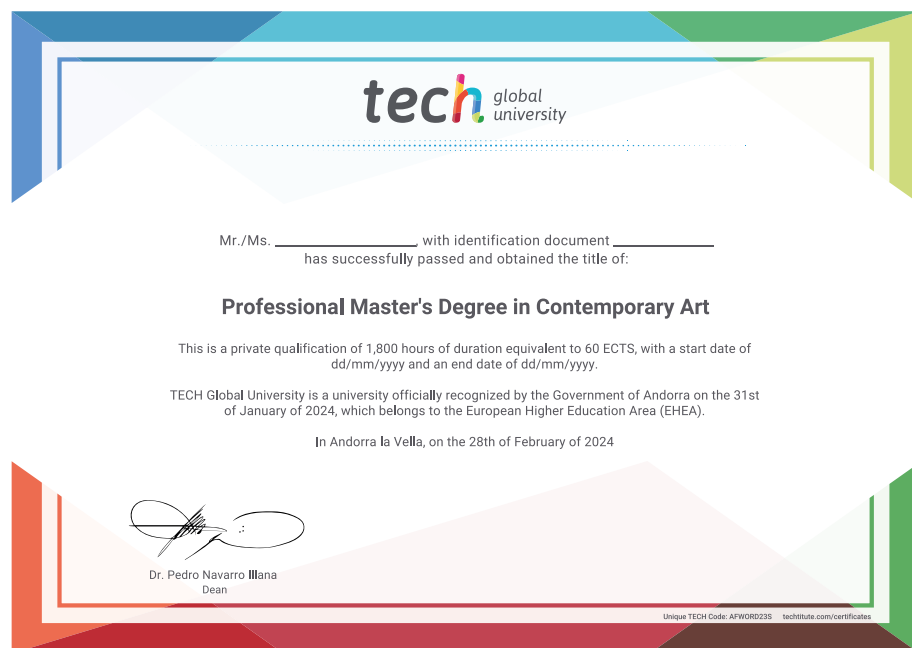 tech global
university
Mr./Ms. ____________, with identification document ____________
has successfully passed and obtained the title of:
Professional Master's Degree in Contemporary Art
This is a private qualification of 1,800 hours of duration equivalent to 60 ECTS, with a start date of
dd/mm/yyyy and an end date of dd/mm/yyyy.
TECH Global University is a university officially recognized by the Government of Andorra on the 31st
of January of 2024, which belongs to the European Higher Education Area (EHEA).
In Andorra la Vella, on the 28th of February of 2024
Dr. Pedro Navarro Illana
Dean
Unique TECH Code: AFWORD23S techtitute.com/certificates